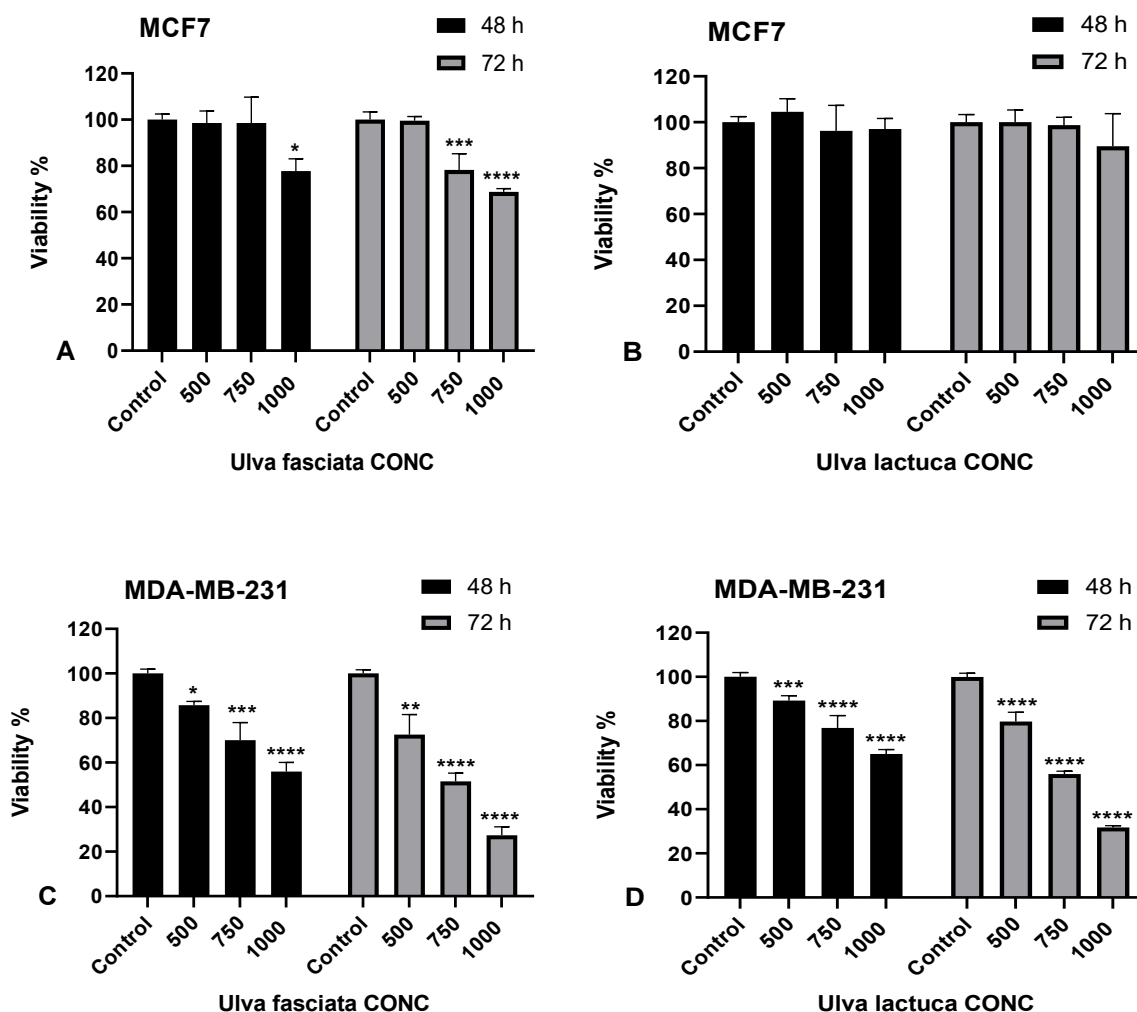 MCF7
48 h
72 h
120
100
80
60
40
20
0
Viability %
*
***
****
Control
500
750
1000
Control
500
750
1000
A
Ulva fasciata CONC
MCF7
48 h
72 h
120
100
80
60
40
20
0
Viability %
Control
500
750
1000
Control
500
750
1000
B
Ulva lactuca CONC
MDA-MB-231
48 h
72 h
120
100
80
60
40
20
0
Viability %
*
***
****
**
****
****
Control
500
750
1000
Control
500
750
1000
C
Ulva fasciata CONC
MDA-MB-231
48 h
72 h
120
100
80
60
40
20
0
Viability %
***
****
****
****
****
****
Control
500
750
1000
Control
500
750
1000
D
Ulva lactuca CONC